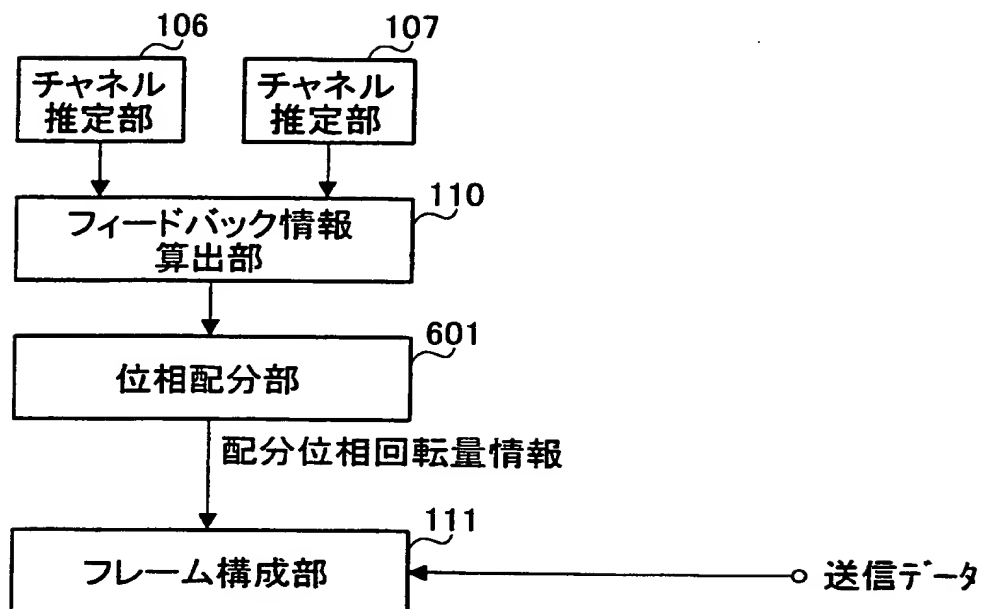 106
107
チャネル
推定部
チャネル
推定部
110
フィードバック情報
算出部
601
位相配分部
配分位相回転量情報
111
フレーム構成部
送信データ